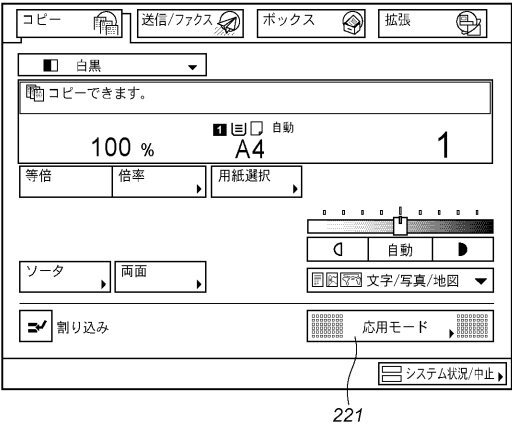 コピー 送信/ファクス ボックス 拡張
白黒
コピーできます。
1 自動
100 % A4 1
等倍 倍率 用紙選択
自動
ソータ 両面
文字/写真/地図
割り込み 応用モード
システム状況/中止
221